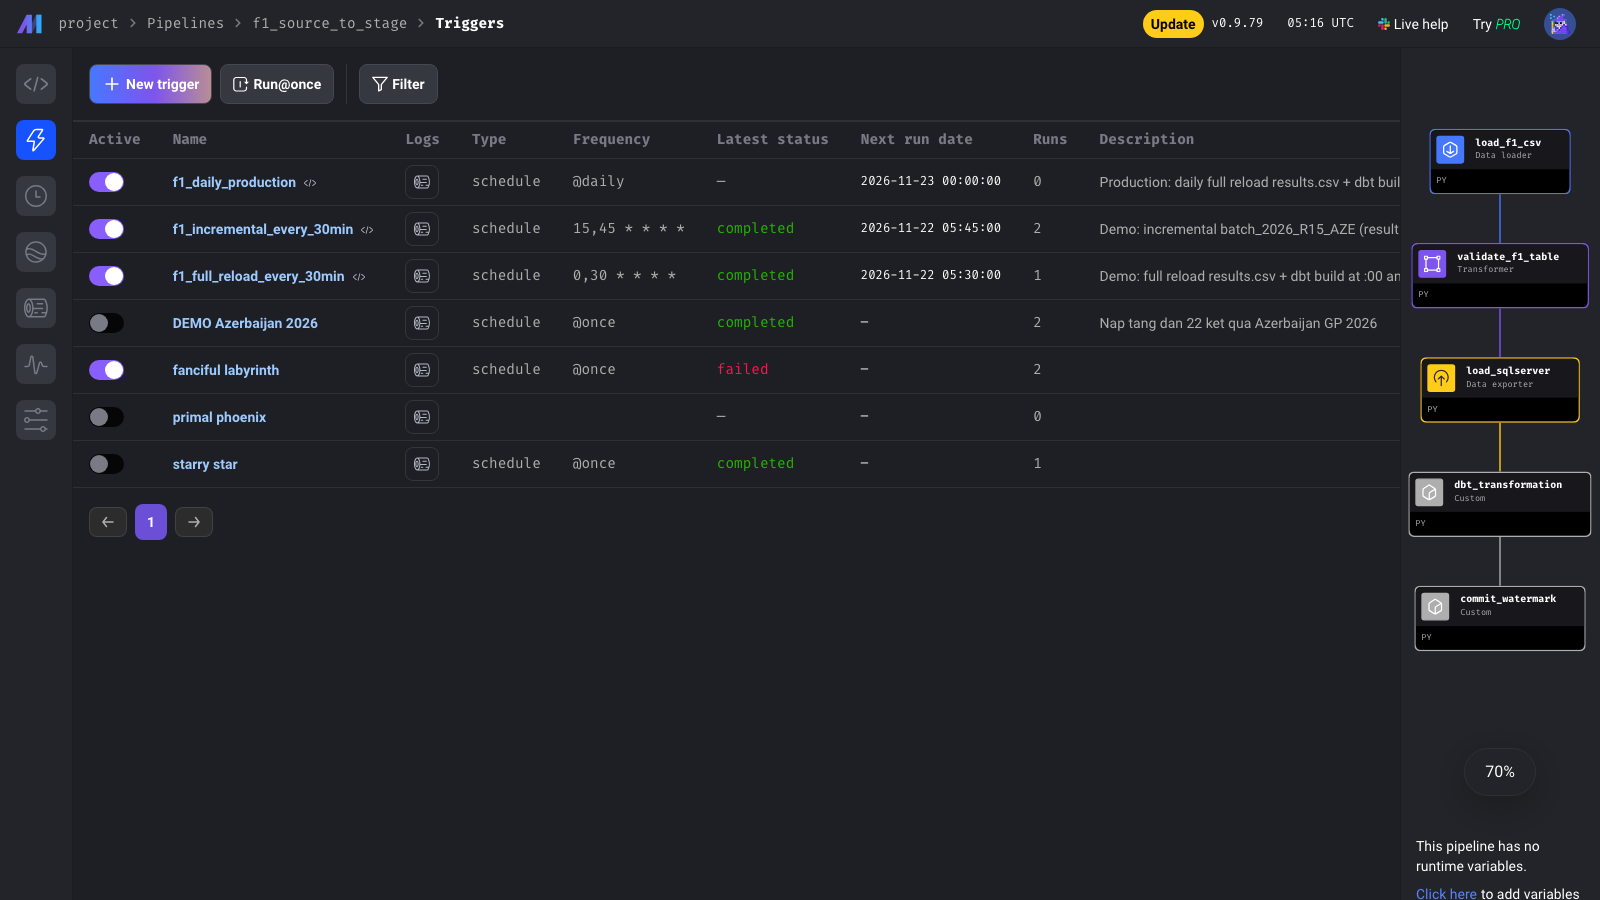 project > Pipelines > f1_source_to_stage > Triggers
Update v0.9.79 05:16 UTC Live help Try PRO
New trigger Run@once Filter
Active Name Logs Type Frequency Latest status Next run date Runs Description
f1_daily_production </> schedule @daily — 2026-11-23 00:00:00 0 Production: daily full reload results.csv + dbt buil
f1_incremental_every_30min </> schedule 15,45 * * * * completed 2026-11-22 05:45:00 2 Demo: incremental batch_2026_R15_AZE (result
f1_full_reload_every_30min </> schedule 0,30 * * * * completed 2026-11-22 05:30:00 1 Demo: full reload results.csv + dbt build at :00 an
DEMO Azerbaijan 2026 schedule @once completed — 2 Nap tang dan 22 ket qua Azerbaijan GP 2026
fanciful labyrinth schedule @once failed — 2
primal phoenix — — 0
starry star schedule @once completed — 1
← 1 →
load_f1_csv
Data loader
PY
validate_f1_table
Transformer
PY
load_sqlserver
Data exporter
PY
dbt_transformation
Custom
PY
commit_watermark
Custom
PY
70%
This pipeline has no
runtime variables.
Click here to add variables